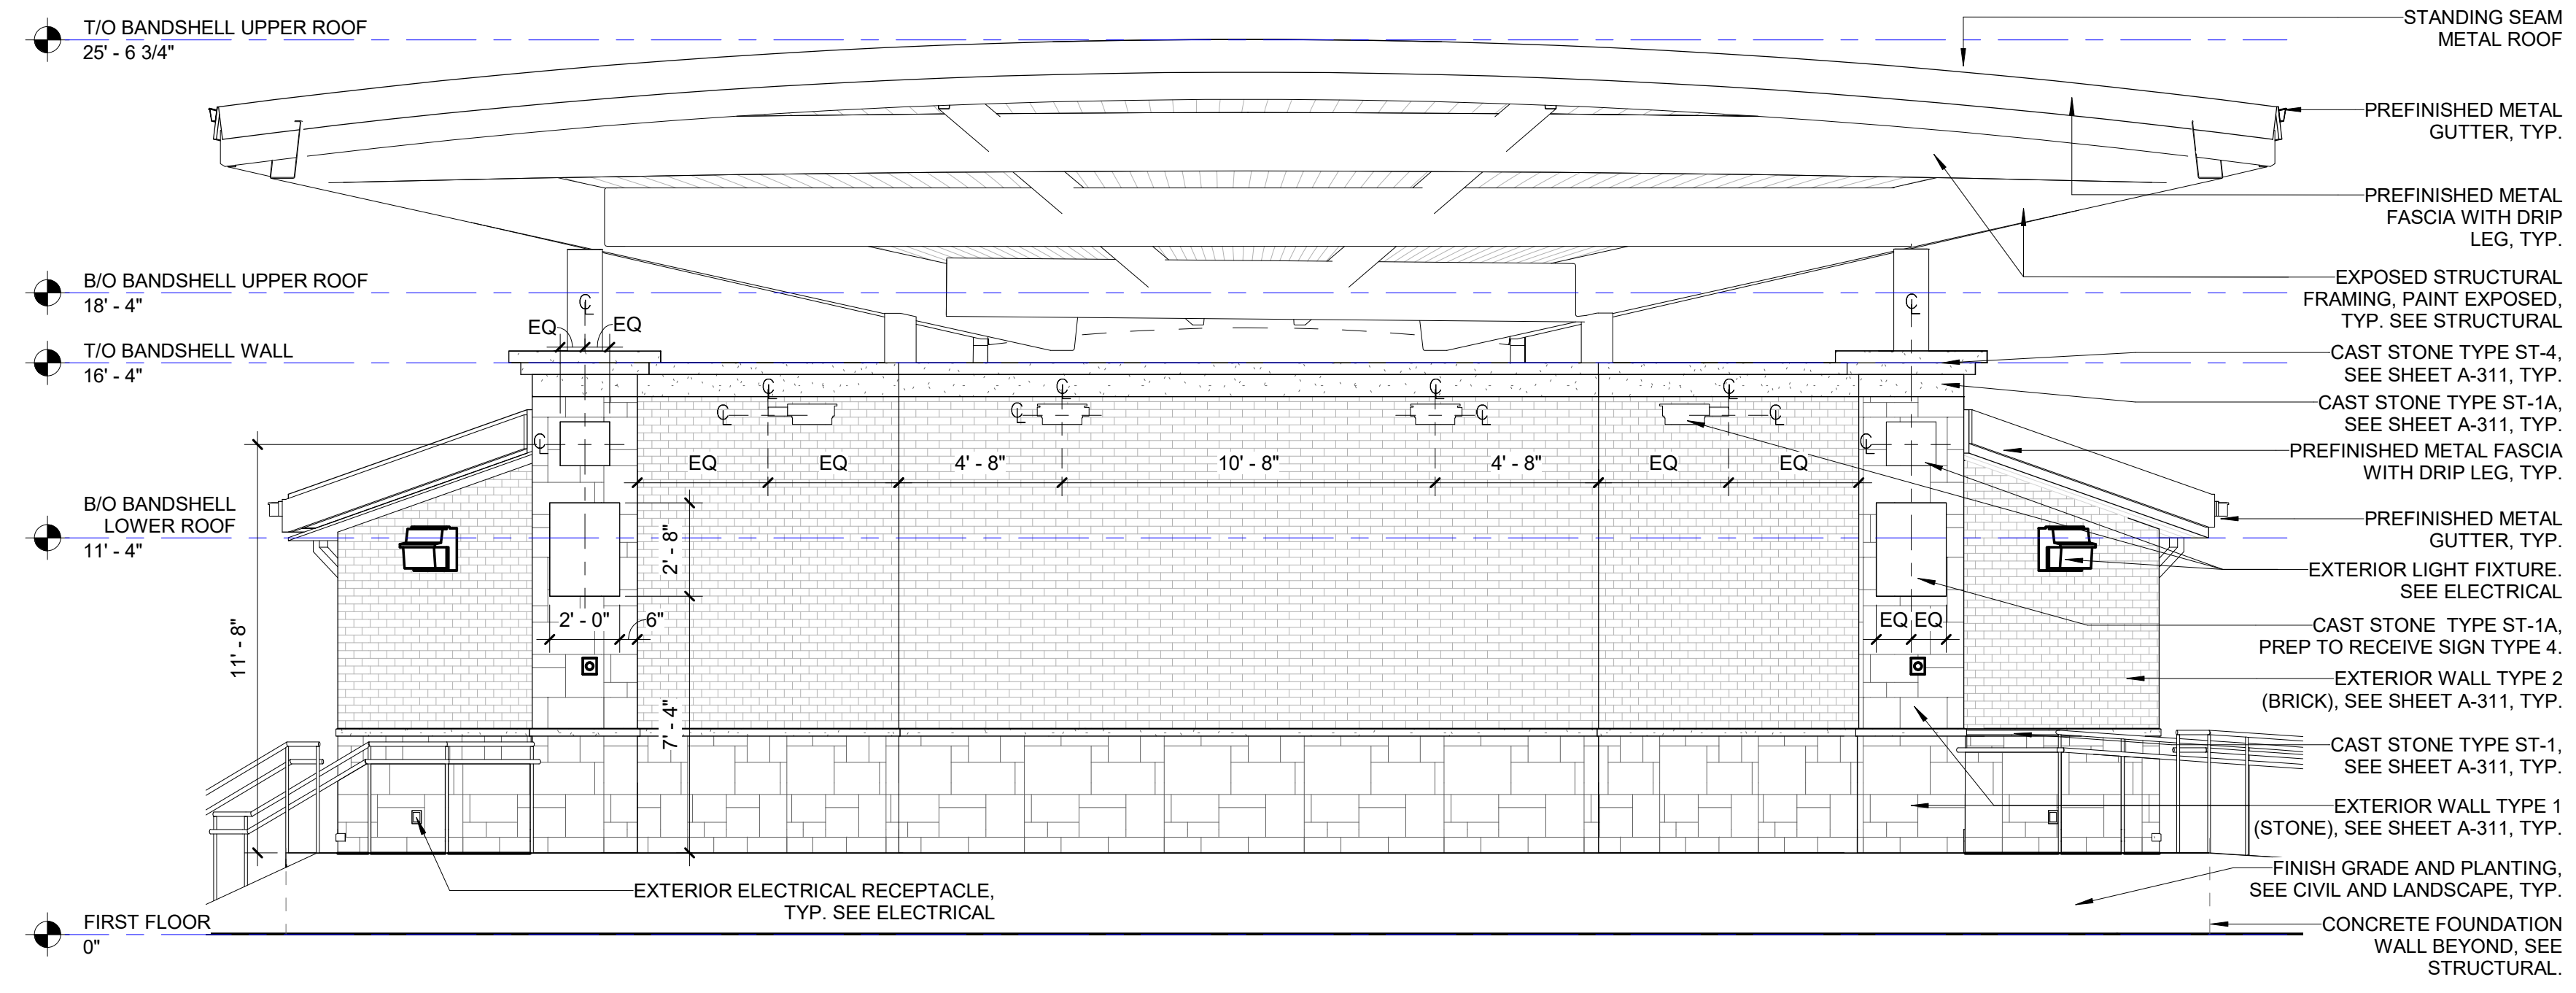 T/O BANDSHELL UPPER ROOF
25' - 6 3/4"
B/O BANDSHELL UPPER ROOF
18' - 4"
T/O BANDSHELL WALL
16' - 4"
B/O BANDSHELL
LOWER ROOF
11' - 4"
FIRST FLOOR
0"
EQ
EQ
℄
℄
℄
℄
℄
℄
℄
℄
℄
℄
℄
℄
EQ
EQ
4' - 8"
10' - 8"
4' - 8"
EQ
EQ
2' - 8"
2' - 0"
6"
EQ
EQ
11' - 8"
7' - 4"
EXTERIOR ELECTRICAL RECEPTACLE,
TYP. SEE ELECTRICAL
STANDING SEAM
METAL ROOF
PREFINISHED METAL
GUTTER, TYP.
PREFINISHED METAL
FASCIA WITH DRIP
LEG, TYP.
EXPOSED STRUCTURAL
FRAMING, PAINT EXPOSED,
TYP. SEE STRUCTURAL
CAST STONE TYPE ST-4,
SEE SHEET A-311, TYP.
CAST STONE TYPE ST-1A,
SEE SHEET A-311, TYP.
PREFINISHED METAL FASCIA
WITH DRIP LEG, TYP.
PREFINISHED METAL
GUTTER, TYP.
EXTERIOR LIGHT FIXTURE.
SEE ELECTRICAL
CAST STONE TYPE ST-1A,
PREP TO RECEIVE SIGN TYPE 4.
EXTERIOR WALL TYPE 2
(BRICK), SEE SHEET A-311, TYP.
CAST STONE TYPE ST-1,
SEE SHEET A-311, TYP.
EXTERIOR WALL TYPE 1
(STONE), SEE SHEET A-311, TYP.
FINISH GRADE AND PLANTING,
SEE CIVIL AND LANDSCAPE, TYP.
CONCRETE FOUNDATION
WALL BEYOND, SEE
STRUCTURAL.